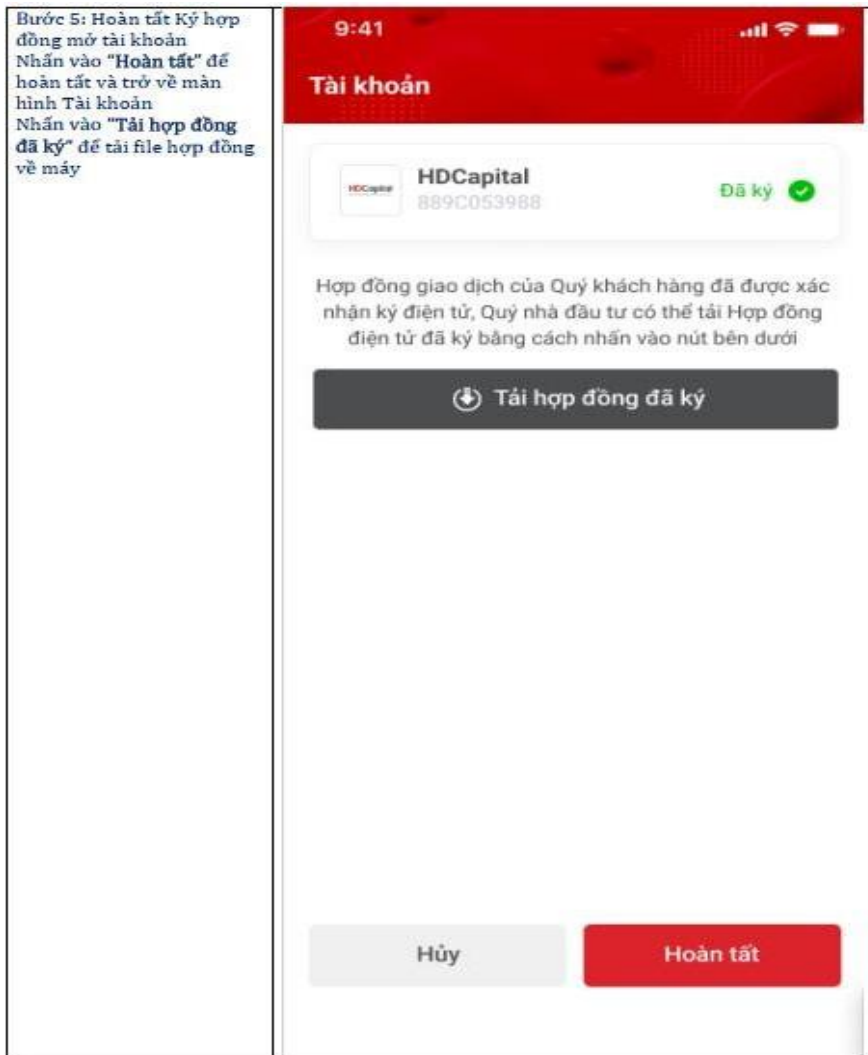 Bước 5: Hoàn tất Ký hợp
đồng mở tài khoản
Nhấn vào "Hoàn tất" để
hoàn tất và trở về màn
hình Tài khoản
Nhấn vào "Tải hợp đồng
đã ký" để tải file hợp đồng
về máy
9:41
Tài khoản
HDCapital
HDCapital
889C053988
Đã ký
Hợp đồng giao dịch của Quý khách hàng đã được xác
nhận ký điện tử, Quý nhà đầu tư có thể tải Hợp đồng
điện tử đã ký bằng cách nhấn vào nút bên dưới
Tải hợp đồng đã ký
Hủy
Hoàn tất